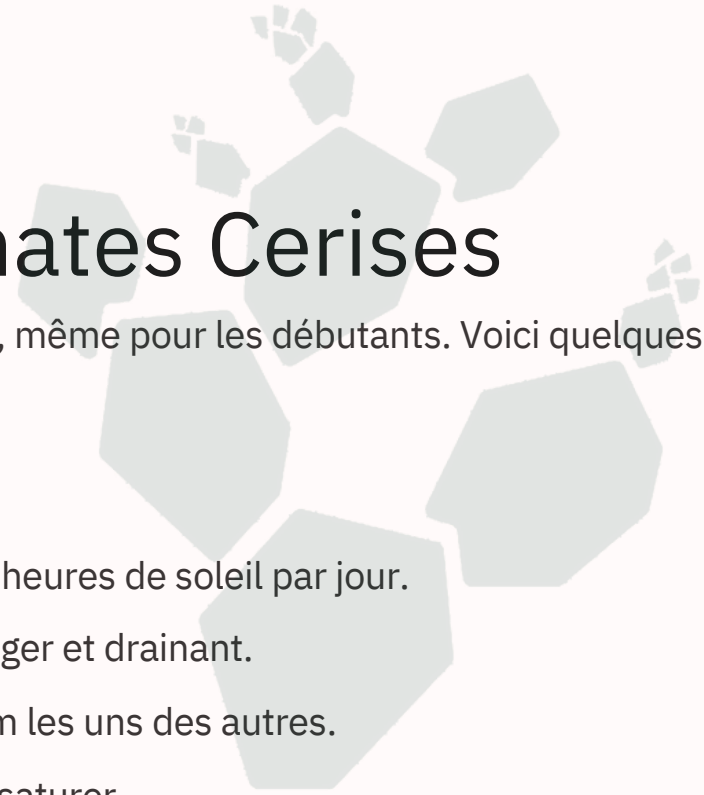 ates Cerises
, même pour les débutants. Voici quelques
heures de soleil par jour.
ger et drainant.
les uns des autres.